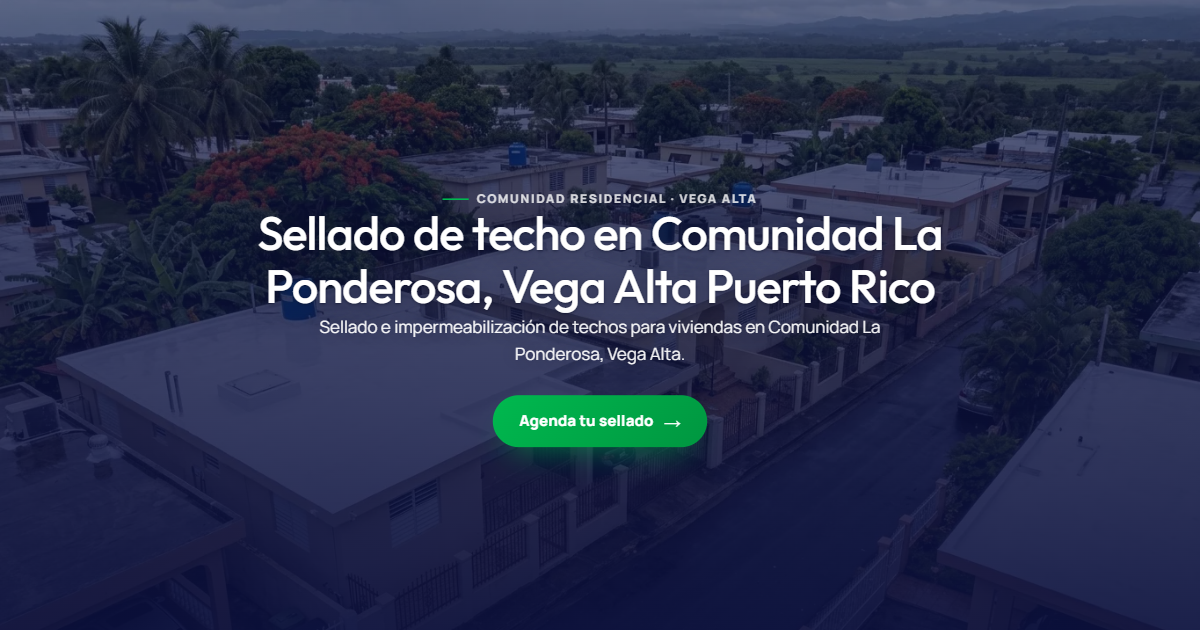 COMUNIDAD RESIDENCIAL · VEGA ALTA
Sellado de techo en Comunidad La
Ponderosa, Vega Alta Puerto Rico
Sellado e impermeabilización de techos para viviendas en Comunidad La
Ponderosa, Vega Alta.
Agenda tu sellado →